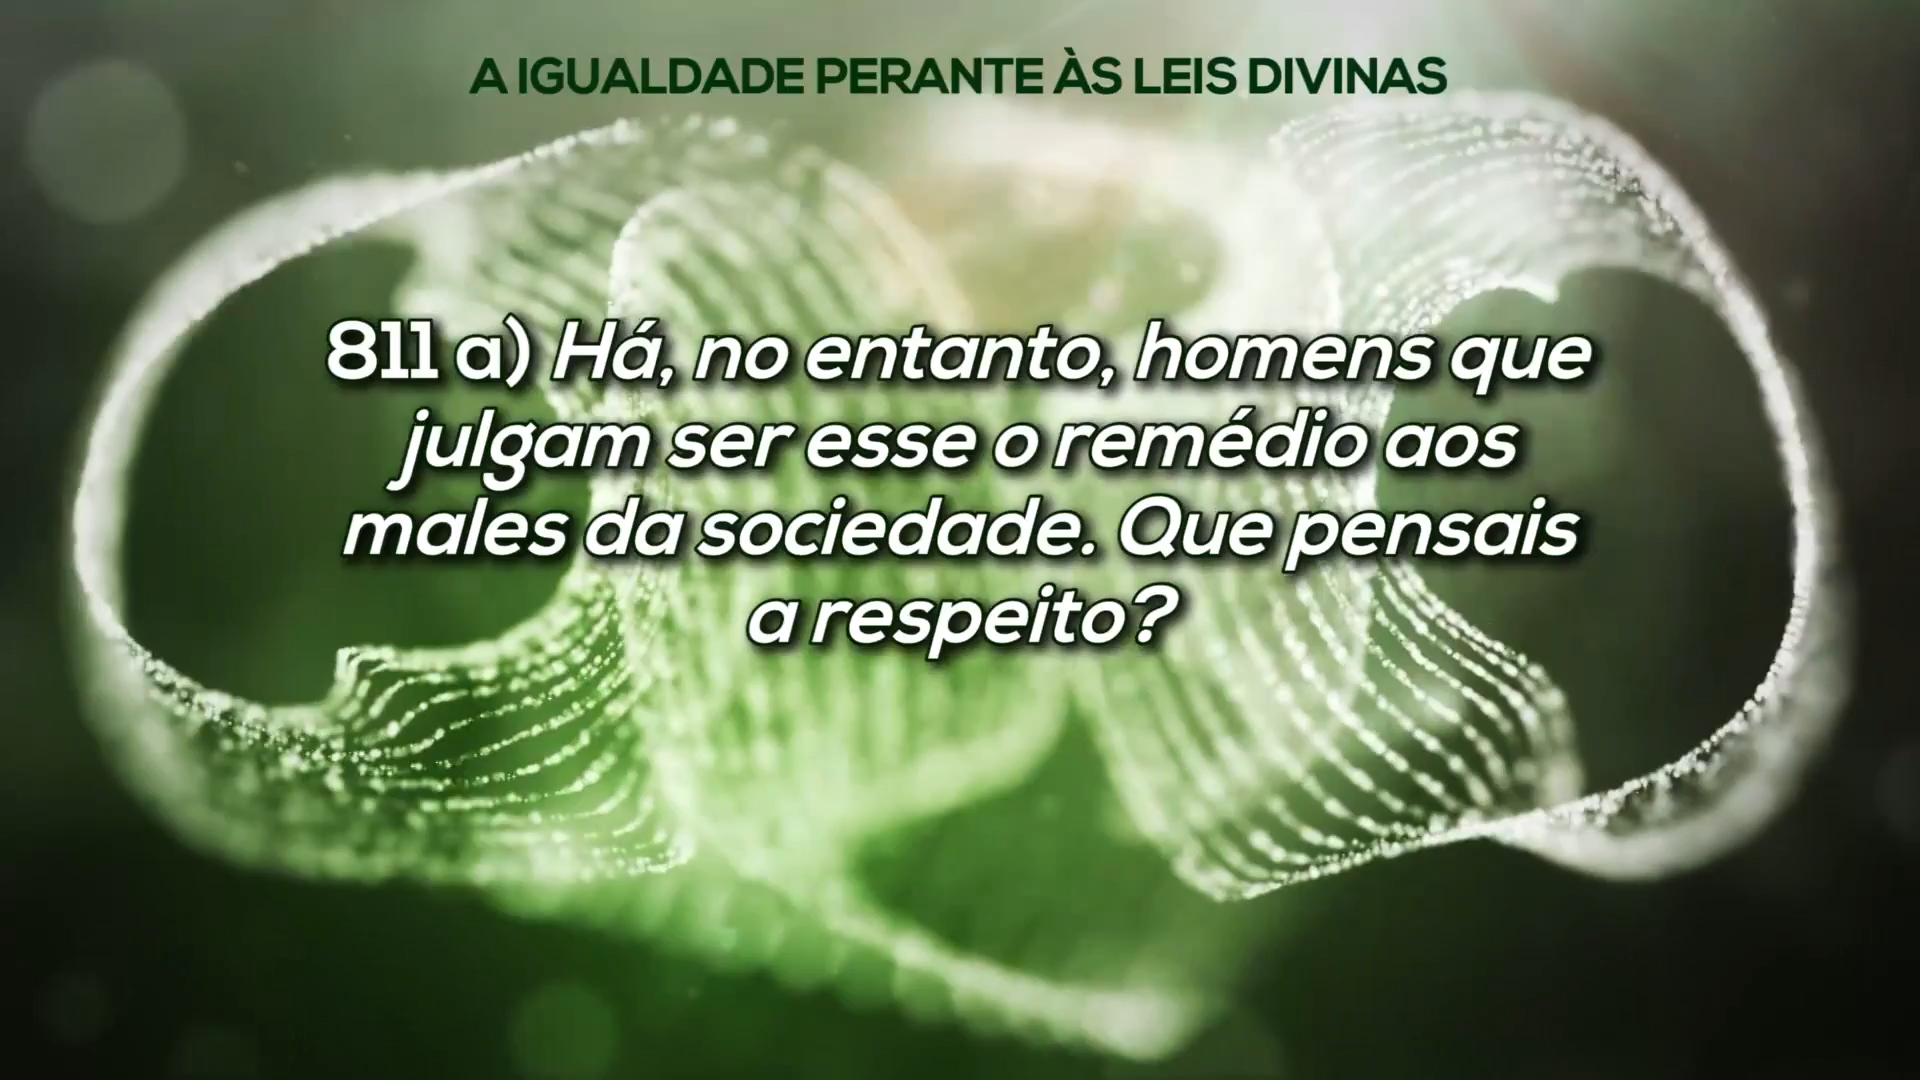 A IGUALDADE PERANTE ÀS LEIS DIVINAS
811 a) Há, no entanto, homens que
julgam ser esse o remédio aos
males da sociedade. Que pensais
a respeito?